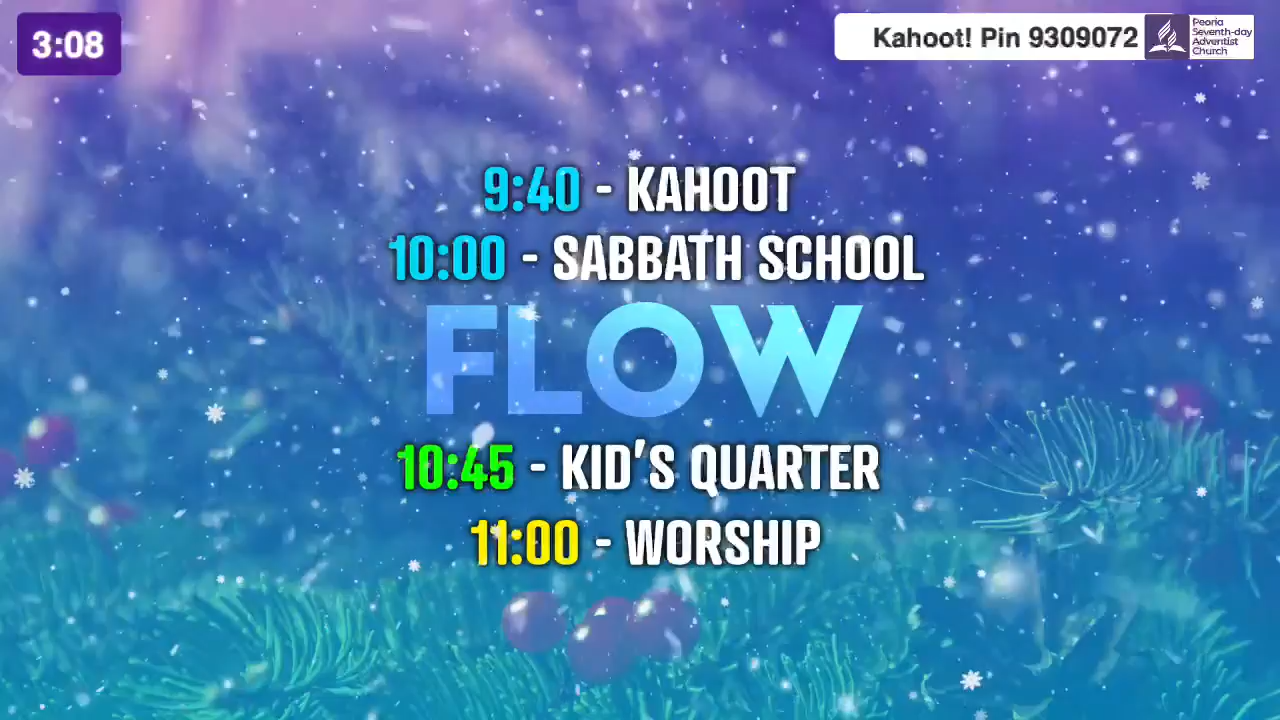 3:08
Kahoot! Pin 9309072
Peoria
Seventh-day
Adventist
Church
9:40 - KAHOOT
10:00 - SABBATH SCHOOL
FLOW
10:45 - KID'S QUARTER
11:00 - WORSHIP